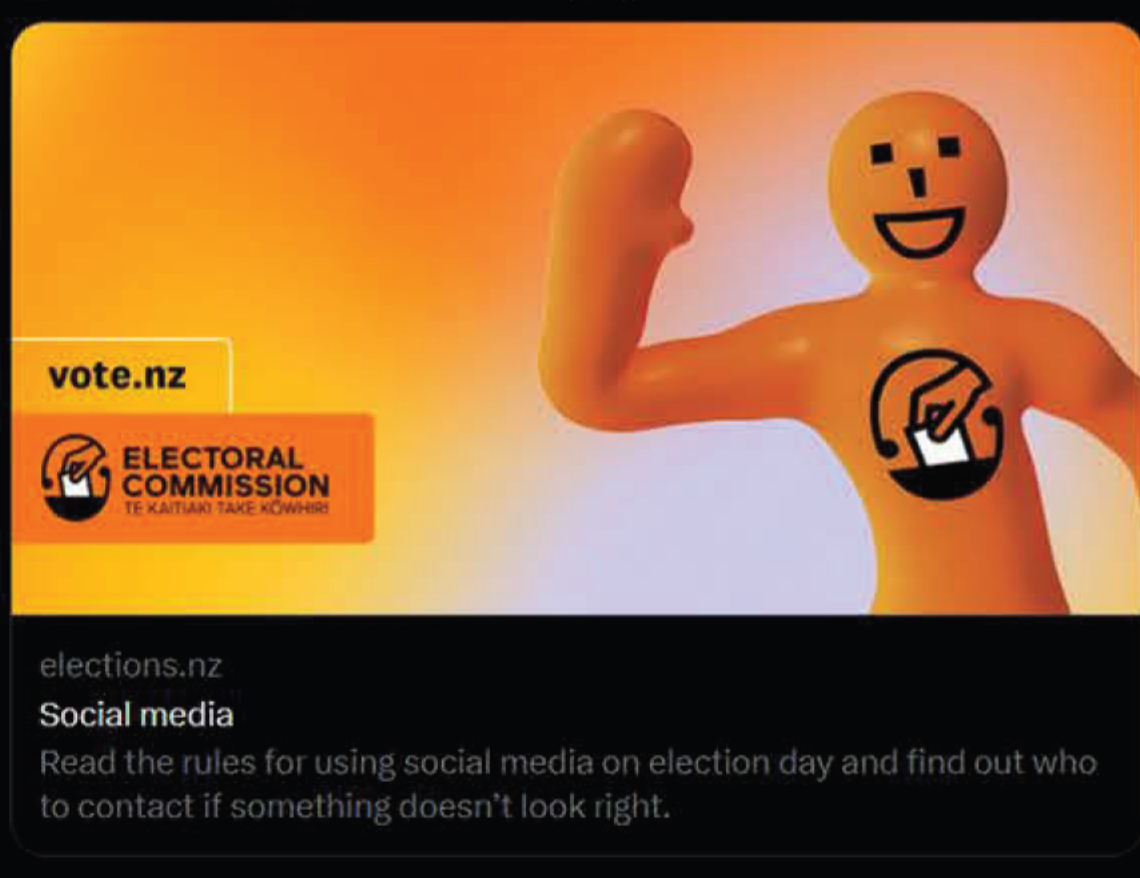 vote.nz
ELECTORAL
COMMISSION
TE KAITIAKI TAKE KŌWHIRI
elections.nz
Social media
Read the rules for using social media on election day and find out who
to contact if something doesn't look right.